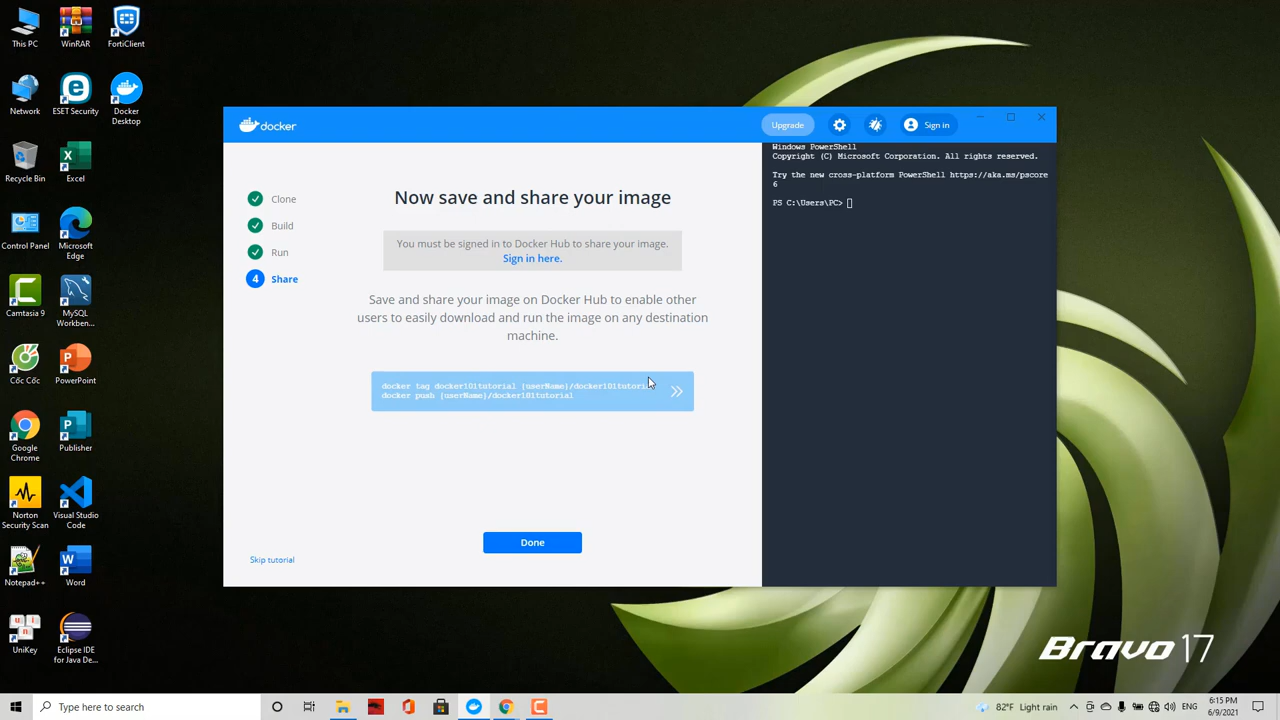 This PC
WinRAR
FortiClient
Network
ESET Security
Docker
Desktop
Recycle Bin
Excel
Control Panel
Microsoft
Edge
Camtasia 9
MySQL
Workben...
Cốc Cốc
PowerPoint
Google
Chrome
Publisher
Norton
Security Scan
Visual Studio
Code
Notepad++
Word
UniKey
Eclipse IDE
for Java De...
docker
Upgrade
Sign in
Clone
Build
Run
4 Share
Now save and share your image
You must be signed in to Docker Hub to share your image.
Sign in here.
Save and share your image on Docker Hub to enable other
users to easily download and run the image on any destination
machine.
docker tag docker101tutorial {userName}/docker101tutorial
docker push {userName}/docker101tutorial
Done
Skip tutorial
Windows PowerShell
Copyright (C) Microsoft Corporation. All rights reserved.
Try the new cross-platform PowerShell https://aka.ms/pscore
6
PS C:\Users\PC>
Bravo 17
Type here to search
82°F Light rain
ENG
6:15 PM
6/9/2021